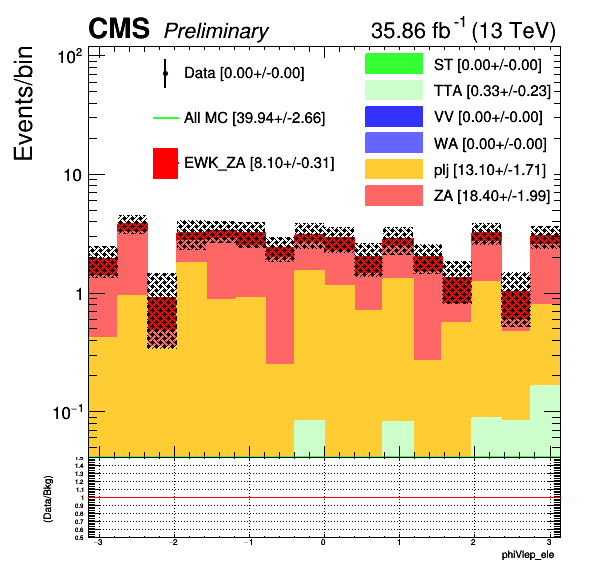 CMS Preliminary 35.86 fb⁻¹ (13 TeV)
Events/bin
10²
10
1
10⁻¹
Data [0.00+/-0.00]
All MC [39.94+/-2.66]
EWK_ZA [8.10+/-0.31]
ST [0.00+/-0.00]
TTA [0.33+/-0.23]
VV [0.00+/-0.00]
WA [0.00+/-0.00]
plj [13.10+/-1.71]
ZA [18.40+/-1.99]
(Data/Bkg)
1.5
1.4
1.3
1.2
1.1
1
0.9
0.8
0.7
0.6
0.5
−3 −2 −1 0 1 2 3
phiVlep_ele